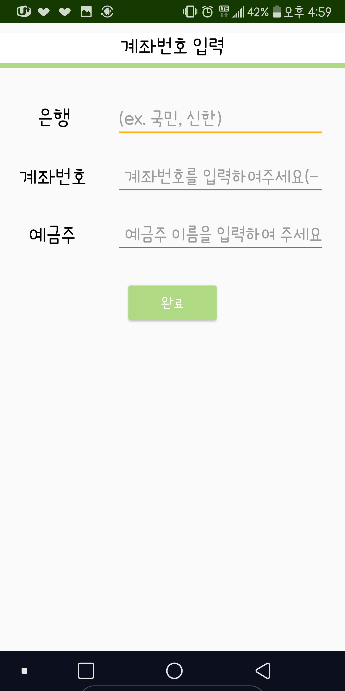 42% 오후 4:59
계좌번호 입력
은행 (ex. 국민, 신한)
계좌번호 계좌번호를 입력하여주세요(-
예금주 예금주 이름을 입력하여 주세요
완료